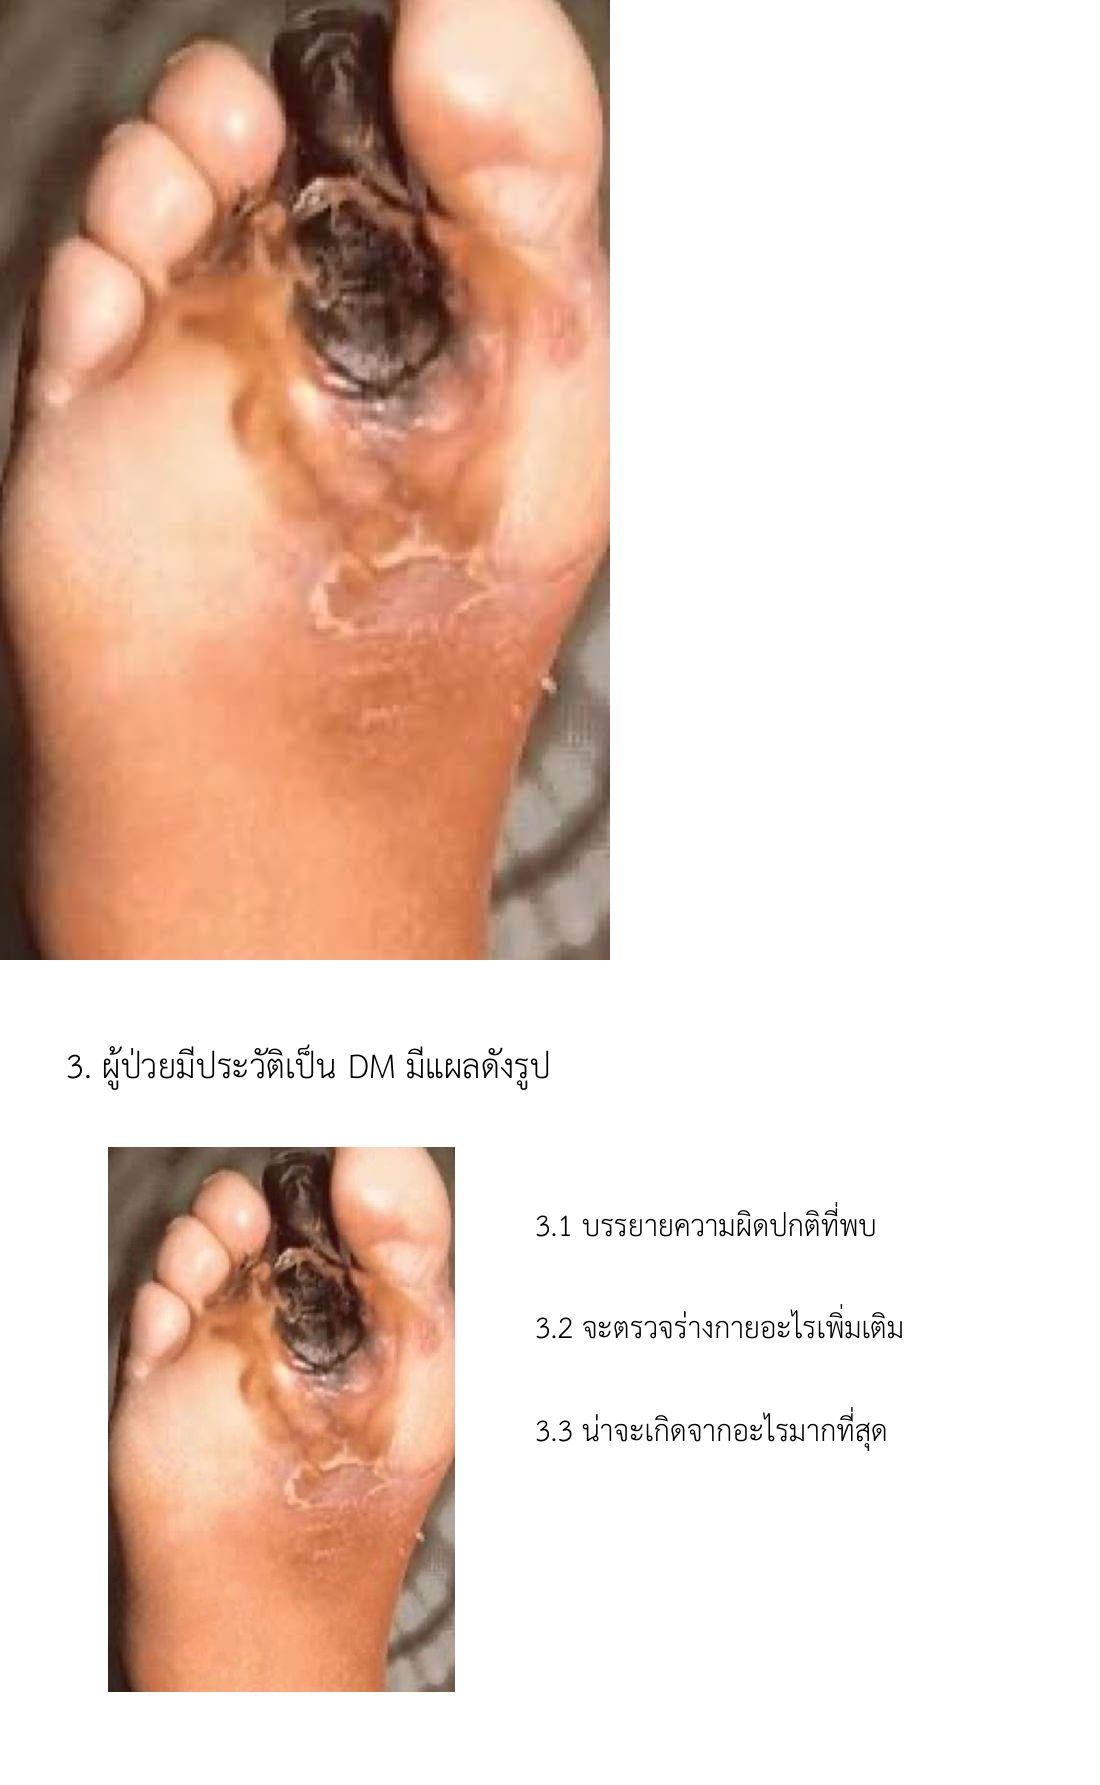 3. ผู้ป่วยมีประวัติเป็น DM มีแผลดังรูป
3.1 บรรยายความผิดปกติที่พบ
3.2 จะตรวจร่างกายอะไรเพิ่มเติม
3.3 น่าจะเกิดจากอะไรมากที่สุด